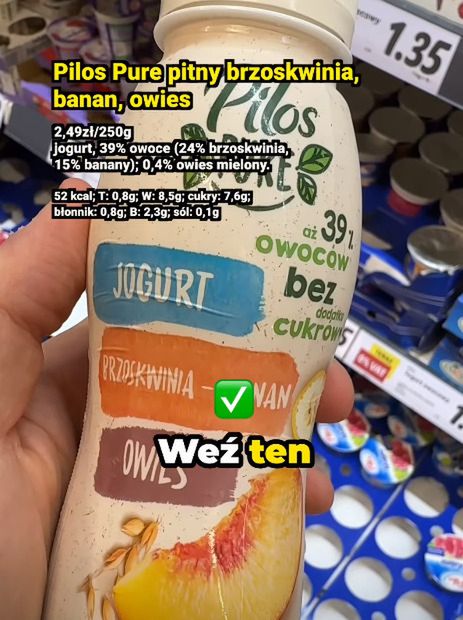 Pilos Pure pitny brzoskwinia,
banan, owies
2,49zł/250g
jogurt, 39% owoce (24% brzoskwinia,
15% banany); 0,4% owies mielony.
52 kcal; T: 0,8g; W: 8,5g; cukry: 7,6g;
błonnik: 0,8g; B: 2,3g; sól: 0,1g
Pilos
PURE
1.35
aż 39%
OWOCÓW
bez
dodatku
CUKRÓW
JOGURT
BRZOSKWINIA – NAN
OWIES
Weź ten